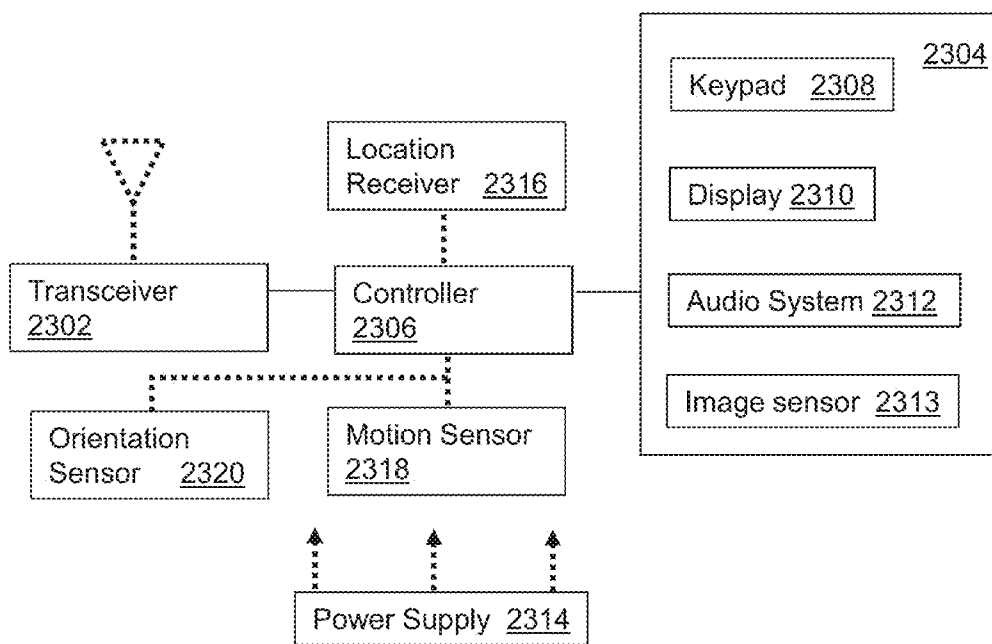 2304
Keypad 2308
Location
Receiver 2316
Display 2310
Transceiver
2302
Controller
2306
Audio System 2312
Image sensor 2313
Orientation
Sensor 2320
Motion Sensor
2318
Power Supply 2314